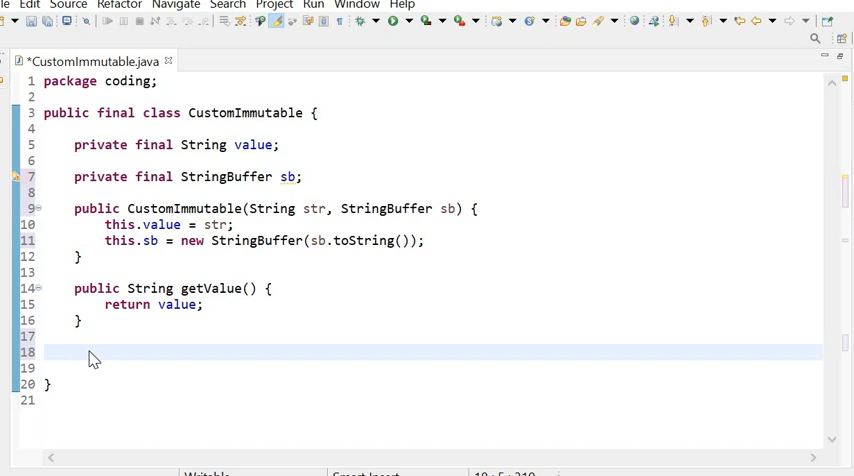 Edit Source Refactor Navigate Search Project Run Window Help
*CustomImmutable.java
1 package coding;
2
3 public final class CustomImmutable {
4
5 private final String value;
6
7 private final StringBuffer sb;
8
9 public CustomImmutable(String str, StringBuffer sb) {
10 this.value = str;
11 this.sb = new StringBuffer(sb.toString());
12 }
13
14 public String getValue() {
15 return value;
16 }
17
18
19
20 }
21
Writable Smart Insert